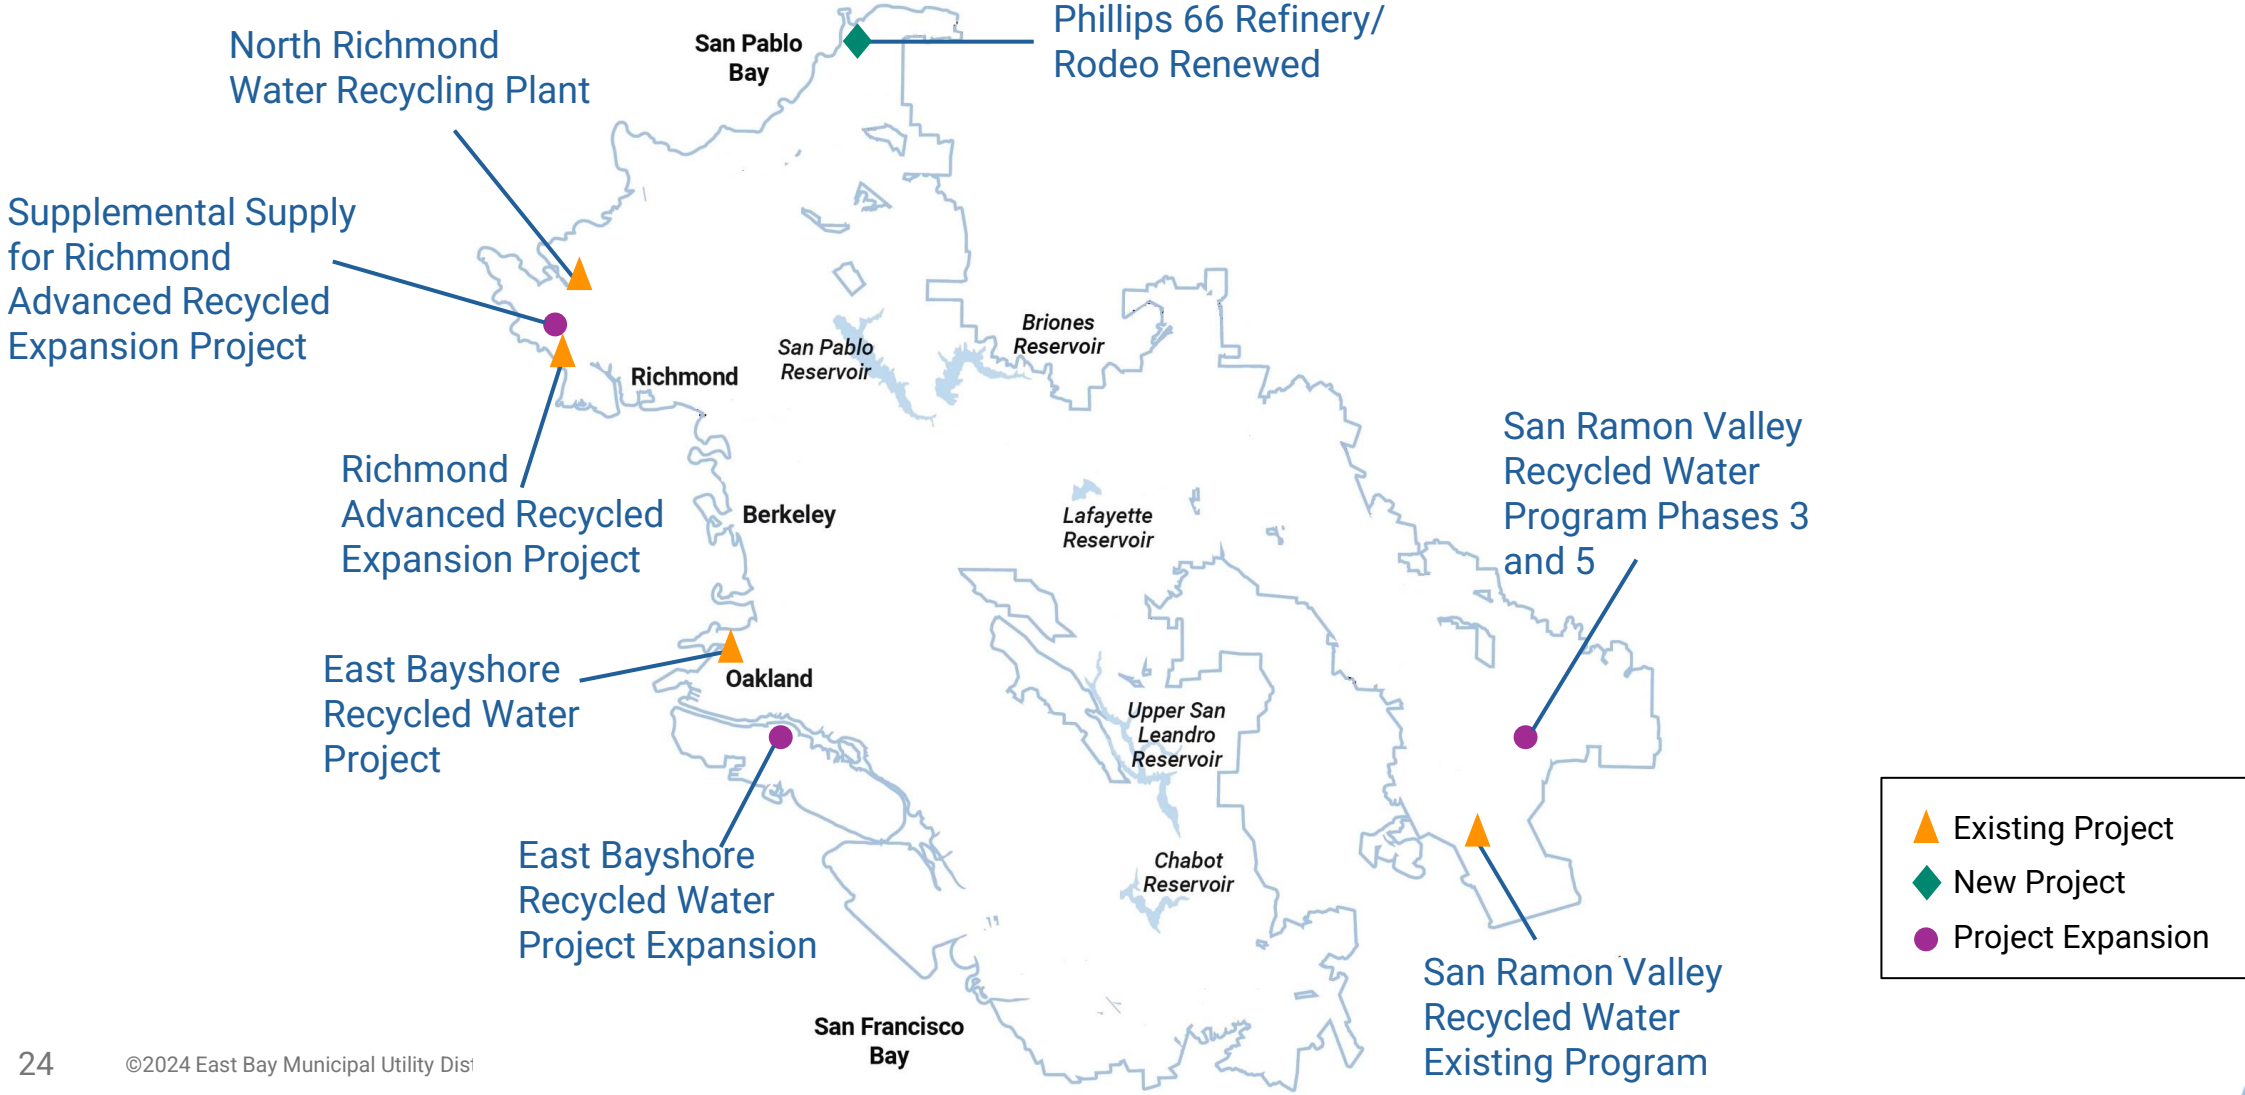 Phillips 66 Refinery/
Rodeo Renewed
San Pablo
Bay
North Richmond
Water Recycling Plant
Supplemental Supply
for Richmond
Advanced Recycled
Expansion Project
Briones
Reservoir
San Pablo
Reservoir
Richmond
San Ramon Valley
Recycled Water
Program Phases 3
and 5
Richmond
Advanced Recycled
Expansion Project
Berkeley
Lafayette
Reservoir
East Bayshore
Recycled Water
Project
Oakland
Upper San
Leandro
Reservoir
East Bayshore
Recycled Water
Project Expansion
Chabot
Reservoir
Existing Project
New Project
Project Expansion
San Ramon Valley
Recycled Water
Existing Program
San Francisco
Bay
24
©2024 East Bay Municipal Utility